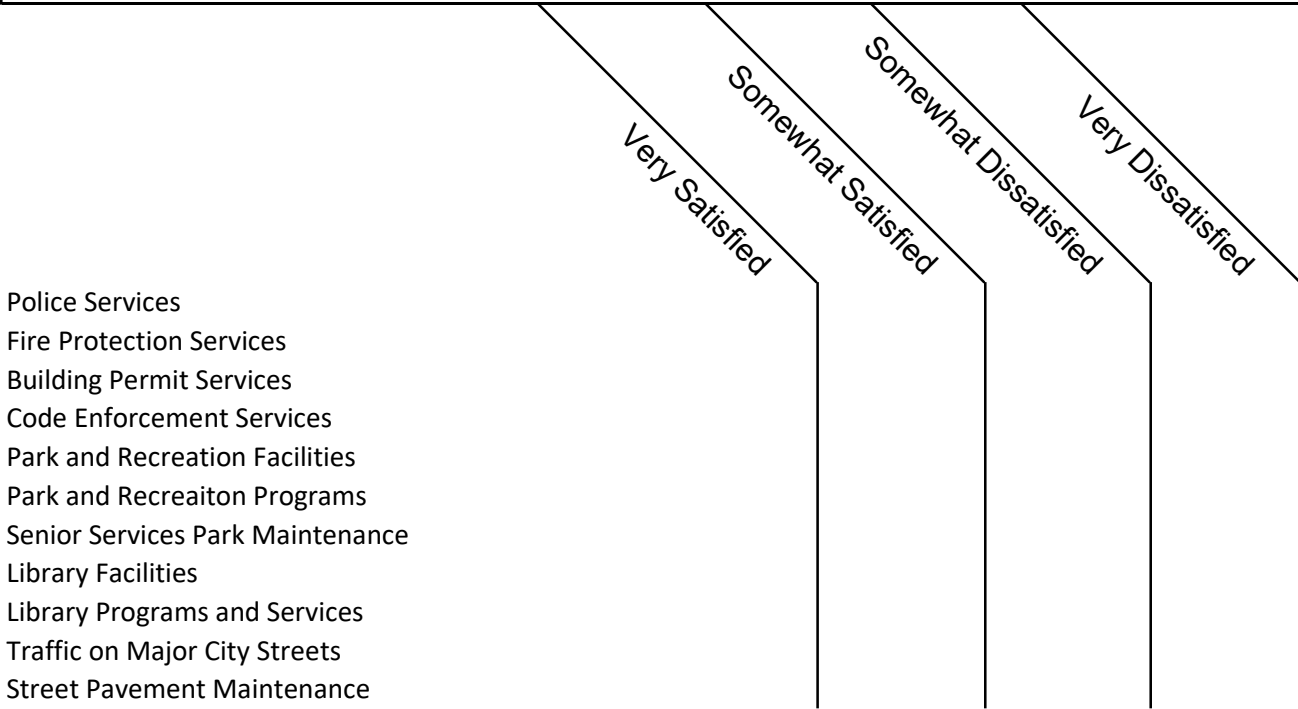 Very Satisfied
Somewhat Satisfied
Somewhat Dissatisfied
Very Dissatisfied
Police Services
Fire Protection Services
Building Permit Services
Code Enforcement Services
Park and Recreation Facilities
Park and Recreaiton Programs
Senior Services Park Maintenance
Library Facilities
Library Programs and Services
Traffic on Major City Streets
Street Pavement Maintenance